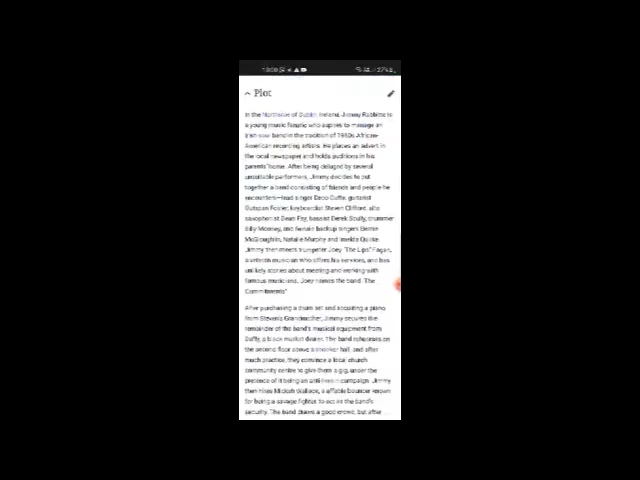 Plot
In the Northside of Dublin, Ireland, Jimmy Rabbitte is
a young music fanatic who aspires to manage an
Irish soul band in the tradition of 1960s African-
American recording artists. He places an advert in
the local newspaper and holds auditions in his
parents' home. After being deluged by several
unsuitable performers, Jimmy decides to put
together a band consisting of friends and people he
encounters—lead singer Deco Cuffe, guitarist
Outspan Foster, keyboardist Steven Clifford, alto
saxophonist Dean Fay, bassist Derek Scully, drummer
Billy Mooney, and female backup singers Bernie
McGloughlin, Natalie Murphy and Imelda Quirke.
Jimmy then meets trumpeter Joey "The Lips" Fagan,
a veteran musician who offers his services, and has
unlikely stories about meeting and working with
famous musicians. Joey names the band "The
Commitments"
After purchasing a drum set and acquiring a piano
from Steven's Grandmother, Jimmy secures the
remainder of the band's musical equipment from
Duffy, a black market dealer. The band rehearses on
the second floor above a snooker hall, and after
much practice, they convince a local church
community centre to give them a gig, under the
presence of it being an anti-heroin campaign. Jimmy
then hires Mickah Wallace, a affable bouncer known
for being a savage fighter, to act as the band's
security. The band draws a good crowd, but after